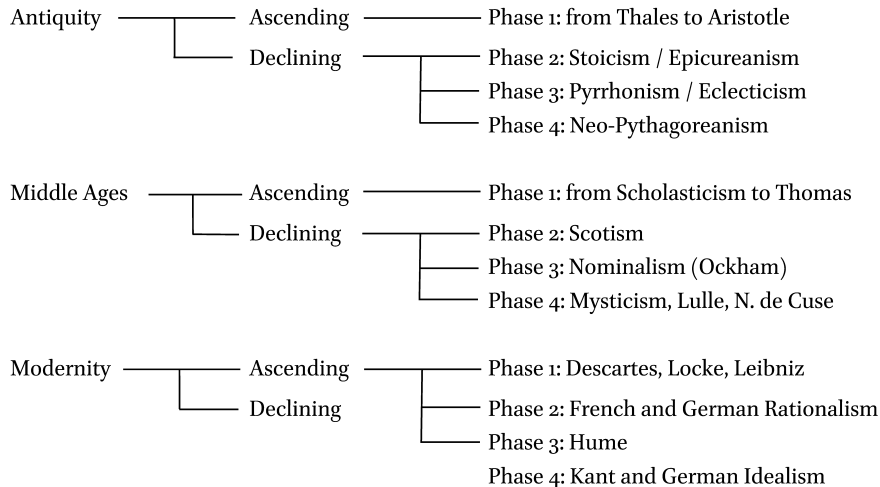 Antiquity Ascending Phase 1: from Thales to Aristotle
Declining Phase 2: Stoicism / Epicureanism
Phase 3: Pyrrhonism / Eclecticism
Phase 4: Neo-Pythagoreanism
Middle Ages Ascending Phase 1: from Scholasticism to Thomas
Declining Phase 2: Scotism
Phase 3: Nominalism (Ockham)
Phase 4: Mysticism, Lulle, N. de Cuse
Modernity Ascending Phase 1: Descartes, Locke, Leibniz
Declining Phase 2: French and German Rationalism
Phase 3: Hume
Phase 4: Kant and German Idealism